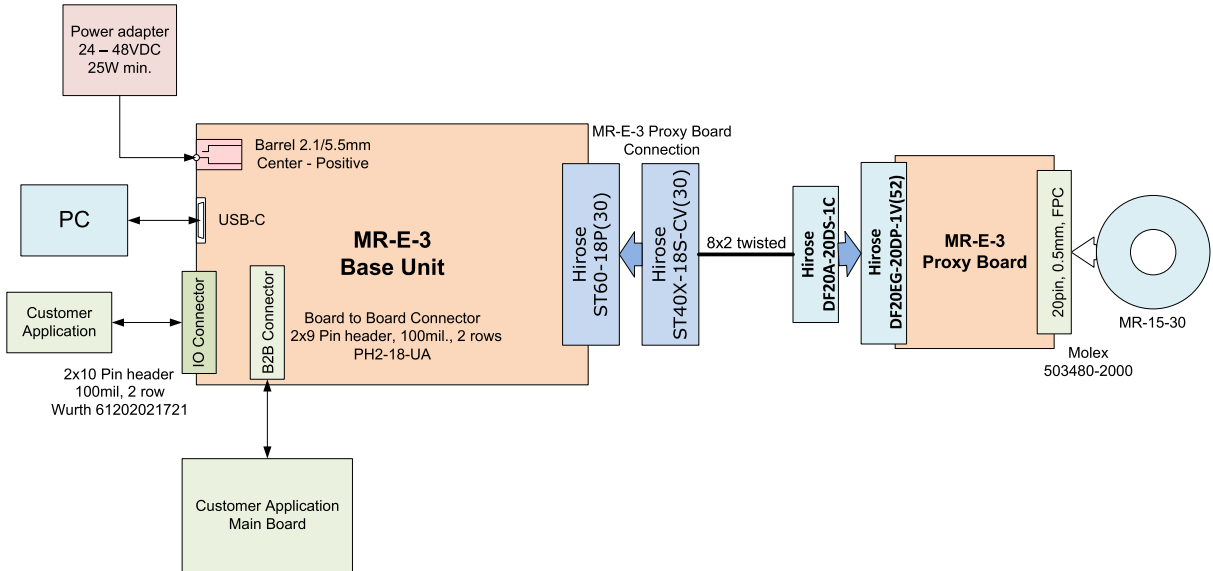 Power adapter
24 – 48VDC
25W min.
Barrel 2.1/5.5mm
Center - Positive
PC
USB-C
MR-E-3
Base Unit
Customer
Application
IO Connector
2x10 Pin header
100mil, 2 row
Wurth 61202021721
B2B Connector
Board to Board Connector
2x9 Pin header, 100mil., 2 rows
PH2-18-UA
Customer Application
Main Board
MR-E-3 Proxy Board
Connection
Hirose
ST60-18P(30)
Hirose
ST40X-18S-CV(30)
8x2 twisted
Hirose
DF20A-20DS-1C
Hirose
DF20EG-20DP-1V(52)
MR-E-3
Proxy Board
20pin, 0.5mm, FPC
Molex
503480-2000
MR-15-30